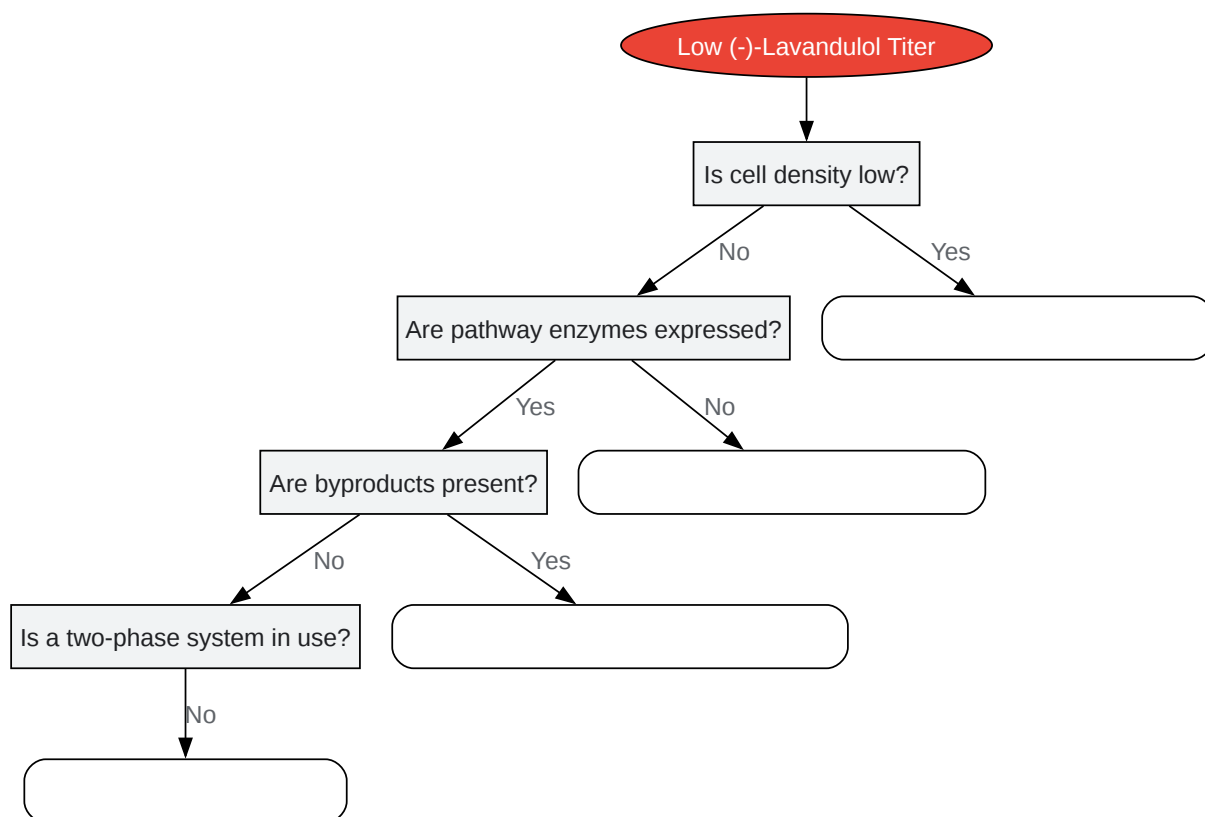 Low (-)-Lavandulol Titer
Is cell density low?
No
Yes
Are pathway enzymes expressed?
Yes
No
Are byproducts present?
No
Yes
Is a two-phase system in use?
No